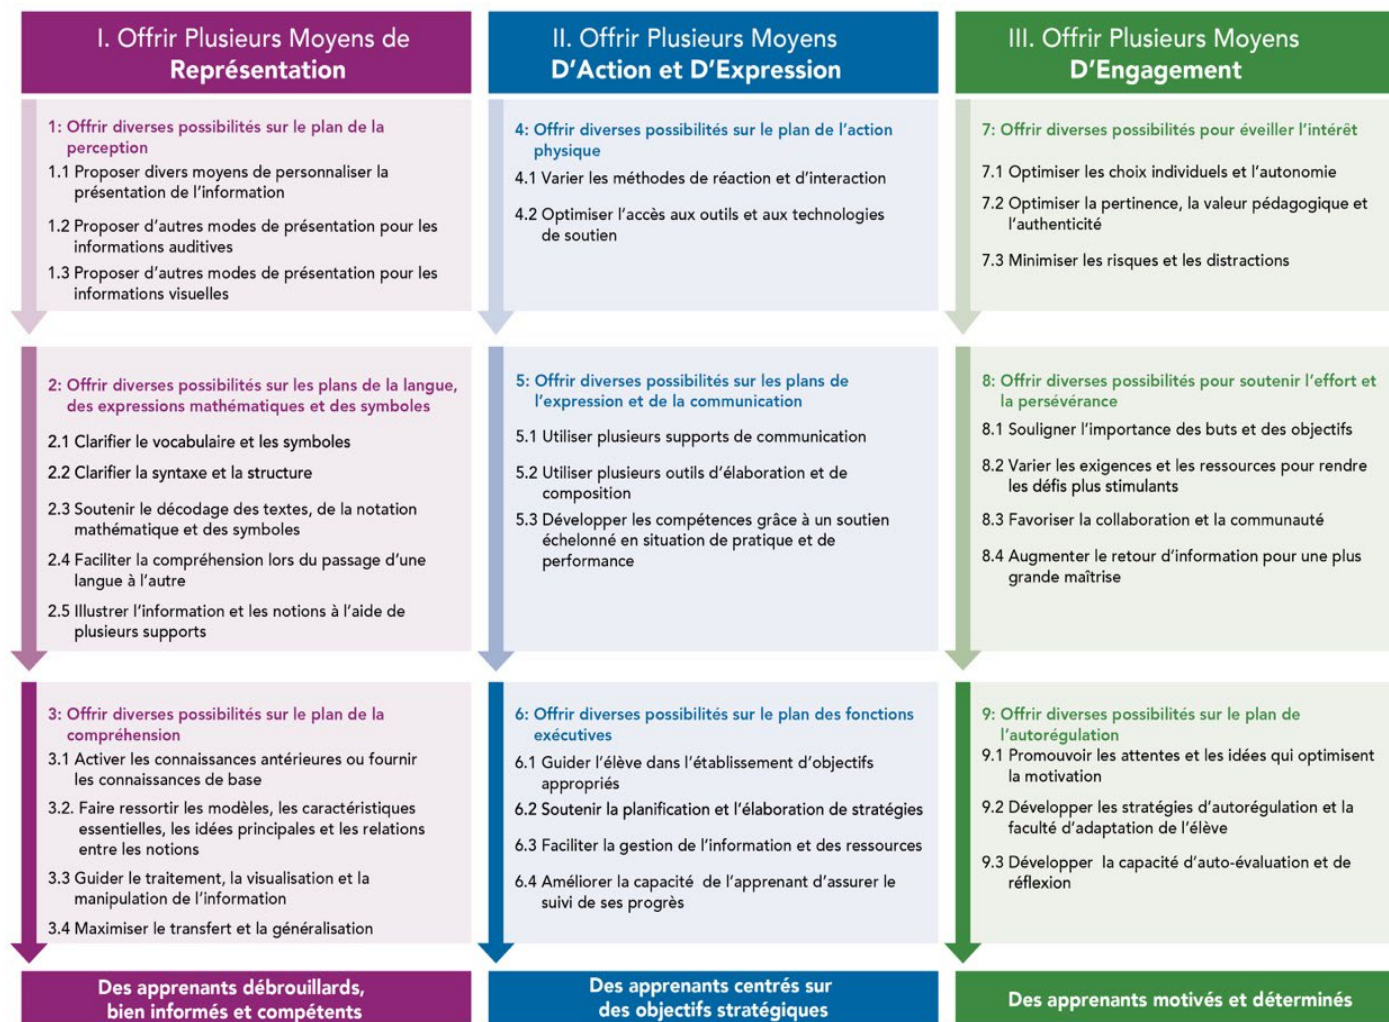 I. Offrir Plusieurs Moyens de
Représentation
1: Offrir diverses possibilités sur le plan de la
perception
1.1 Proposer divers moyens de personnaliser la
présentation de l'information
1.2 Proposer d'autres modes de présentation pour les
informations auditives
1.3 Proposer d'autres modes de présentation pour les
informations visuelles
2: Offrir diverses possibilités sur les plans de la langue,
des expressions mathématiques et des symboles
2.1 Clarifier le vocabulaire et les symboles
2.2 Clarifier la syntaxe et la structure
2.3 Soutenir le décodage des textes, de la notation
mathématique et des symboles
2.4 Faciliter la compréhension lors du passage d'une
langue à l'autre
2.5 Illustrer l'information et les notions à l'aide de
plusieurs supports
3: Offrir diverses possibilités sur le plan de la
compréhension
3.1 Activer les connaissances antérieures ou fournir
les connaissances de base
3.2. Faire ressortir les modèles, les caractéristiques
essentielles, les idées principales et les relations
entre les notions
3.3 Guider le traitement, la visualisation et la
manipulation de l'information
3.4 Maximiser le transfert et la généralisation
Des apprenants débrouillards,
bien informés et compétents
II. Offrir Plusieurs Moyens
D'Action et D'Expression
4: Offrir diverses possibilités sur le plan de l'action
physique
4.1 Varier les méthodes de réaction et d'interaction
4.2 Optimiser l'accès aux outils et aux technologies
de soutien
5: Offrir diverses possibilités sur les plans de
l'expression et de la communication
5.1 Utiliser plusieurs supports de communication
5.2 Utiliser plusieurs outils d'élaboration et de
composition
5.3 Développer les compétences grâce à un soutien
échelonné en situation de pratique et de
performance
6: Offrir diverses possibilités sur le plan des fonctions
exécutives
6.1 Guider l'élève dans l'établissement d'objectifs
appropriés
6.2 Soutenir la planification et l'élaboration de stratégies
6.3 Faciliter la gestion de l'information et des ressources
6.4 Améliorer la capacité de l'apprenant d'assurer le
suivi de ses progrès
Des apprenants centrés sur
des objectifs stratégiques
III. Offrir Plusieurs Moyens
D'Engagement
7: Offrir diverses possibilités pour éveiller l'intérêt
7.1 Optimiser les choix individuels et l'autonomie
7.2 Optimiser la pertinence, la valeur pédagogique et
l'authenticité
7.3 Minimiser les risques et les distractions
8: Offrir diverses possibilités pour soutenir l'effort et
la persévérance
8.1 Souligner l'importance des buts et des objectifs
8.2 Varier les exigences et les ressources pour rendre
les défis plus stimulants
8.3 Favoriser la collaboration et la communauté
8.4 Augmenter le retour d'information pour une plus
grande maîtrise
9: Offrir diverses possibilités sur le plan de
l'autorégulation
9.1 Promouvoir les attentes et les idées qui optimisent
la motivation
9.2 Développer les stratégies d'autorégulation et la
faculté d'adaptation de l'élève
9.3 Développer la capacité d'auto-évaluation et de
réflexion
Des apprenants motivés et déterminés